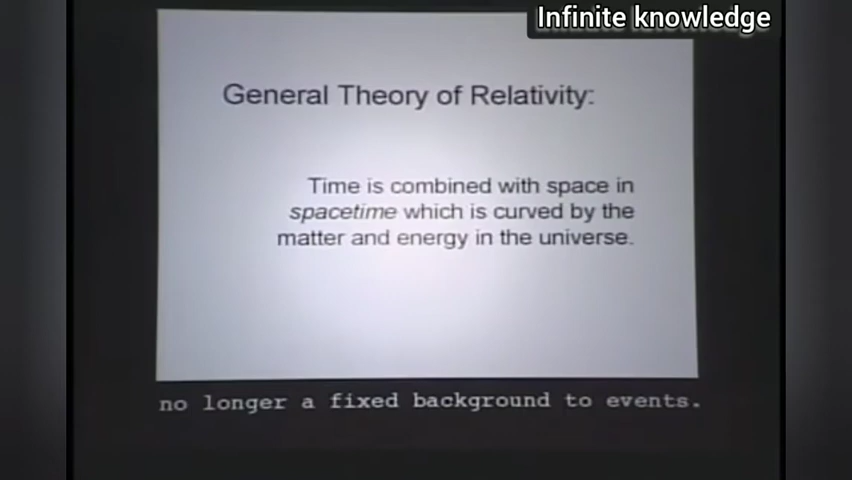 Infinite knowledge
General Theory of Relativity:
Time is combined with space in
spacetime which is curved by the
matter and energy in the universe.
no longer a fixed background to events.